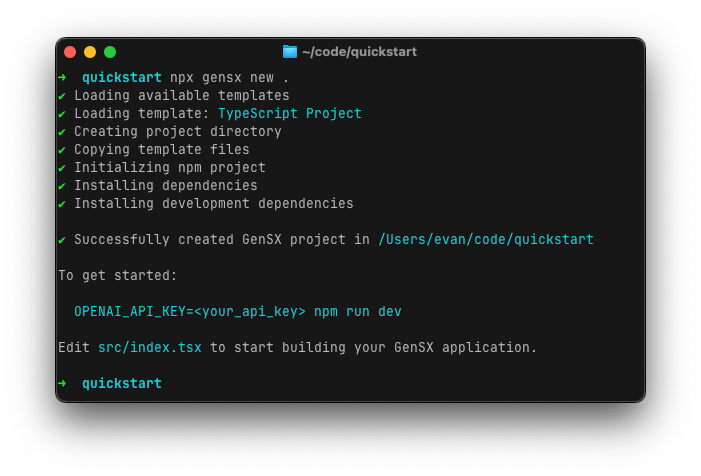 ~/code/quickstart
➜ quickstart npx gensx new .
✔ Loading available templates
✔ Loading template: TypeScript Project
✔ Creating project directory
✔ Copying template files
✔ Initializing npm project
✔ Installing dependencies
✔ Installing development dependencies
✔ Successfully created GenSX project in /Users/evan/code/quickstart
To get started:
OPENAI_API_KEY=<your_api_key> npm run dev
Edit src/index.tsx to start building your GenSX application.
➜ quickstart